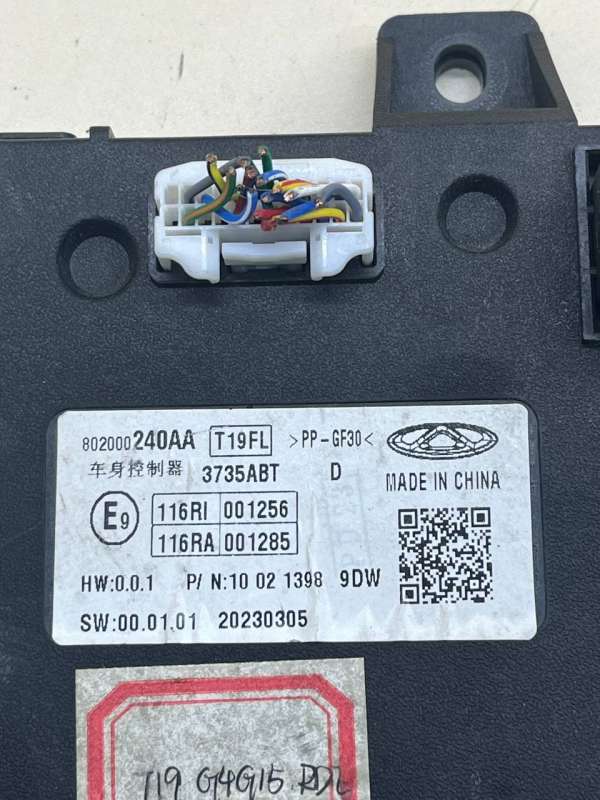 802000240AA T19FL >PP-GF30<
车身控制器 3735ABT D MADE IN CHINA
E9 116RI 001256
116RA 001285
HW:0.0.1 P/N:10 02 1398 9DW
SW:00.01.01 20230305
T19 G4G15